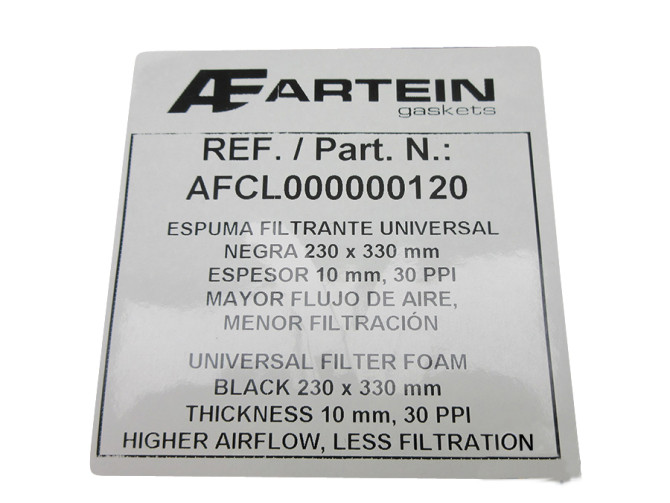 ARTEIN
gaskets
REF. / Part. N.:
AFCL000000120
ESPUMA FILTRANTE UNIVERSAL
NEGRA 230 x 330 mm
ESPESOR 10 mm, 30 PPI
MAYOR FLUJO DE AIRE,
MENOR FILTRACIÓN
UNIVERSAL FILTER FOAM
BLACK 230 x 330 mm
THICKNESS 10 mm, 30 PPI
HIGHER AIRFLOW, LESS FILTRATION